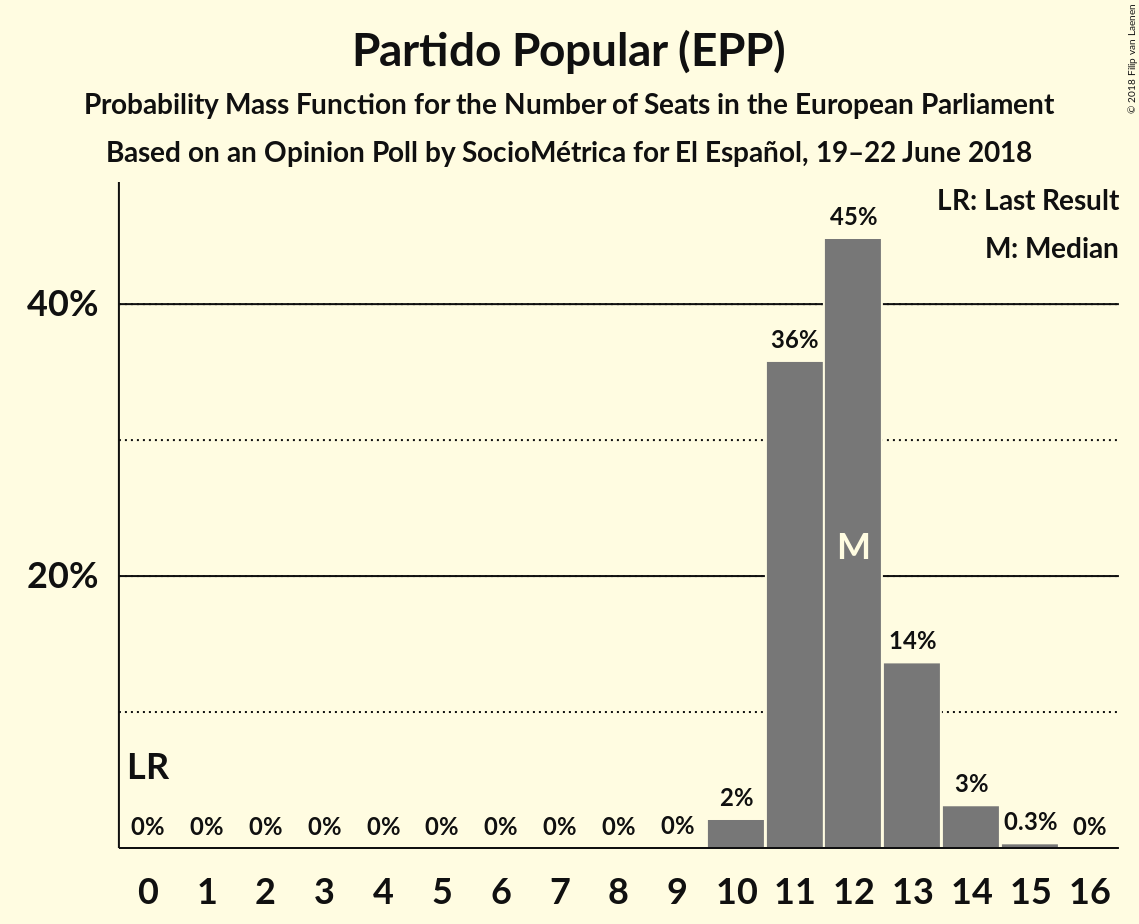 Partido Popular (EPP)
Probability Mass Function for the Number of Seats in the European Parliament
Based on an Opinion Poll by SocioMétrica for El Español, 19–22 June 2018
© 2018 Filip van Laenen
LR: Last Result
M: Median
40%
20%
45%
36%
M
14%
LR
0% 0% 0% 0% 0% 0% 0% 0% 0% 0% 2% 3% 0.3% 0%
0 1 2 3 4 5 6 7 8 9 10 11 12 13 14 15 16